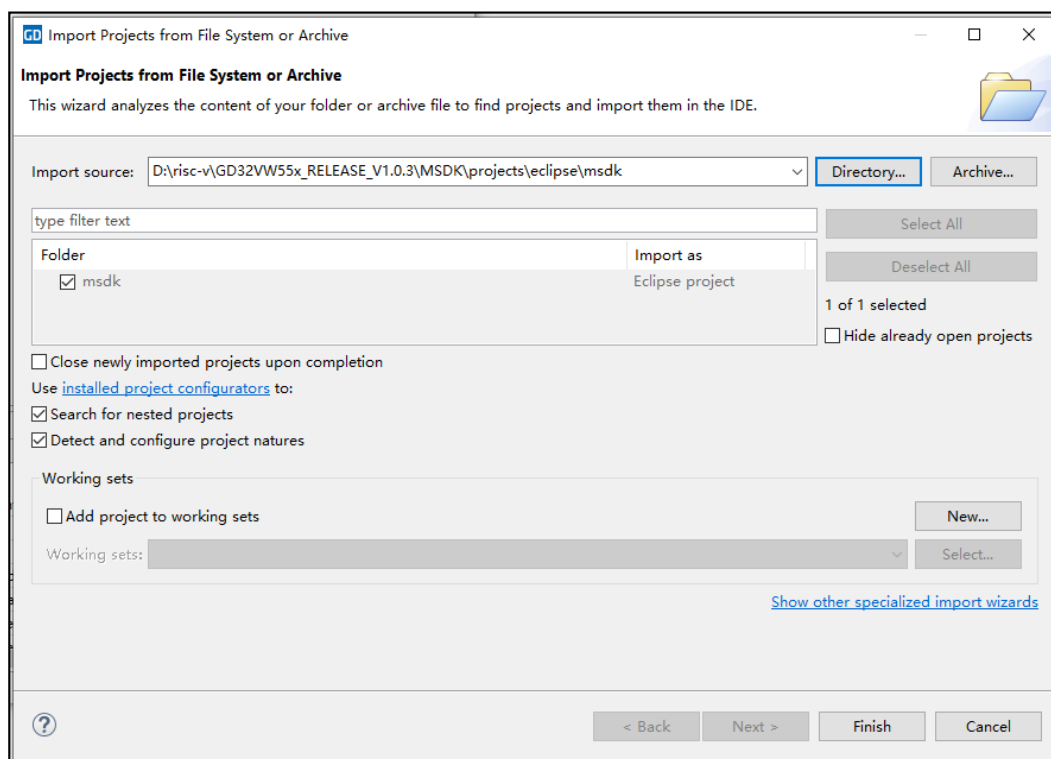 GD Import Projects from File System or Archive
Import Projects from File System or Archive
This wizard analyzes the content of your folder or archive file to find projects and import them in the IDE.
Import source: D:\risc-v\GD32VW55x_RELEASE_V1.0.3\MSDK\projects\eclipse\msdk Directory... Archive...
type filter text Select All
Folder Import as
Deselect All
msdk Eclipse project
1 of 1 selected
Hide already open projects
Close newly imported projects upon completion
Use installed project configurators to:
Search for nested projects
Detect and configure project natures
Working sets
Add project to working sets New...
Working sets: Select...
Show other specialized import wizards
? < Back Next > Finish Cancel